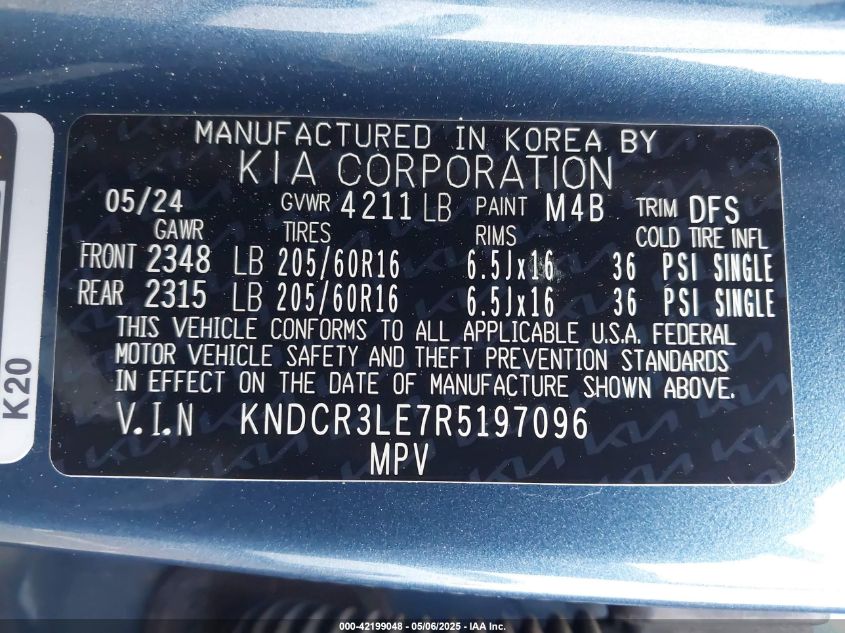 MANUFACTURED IN KOREA BY
KIA CORPORATION
05/24 GVWR 4211 LB PAINT M4B TRIM DFS
GAWR TIRES RIMS COLD TIRE INFL
FRONT 2348 LB 205/60R16 6.5Jx16 36 PSI SINGLE
REAR 2315 LB 205/60R16 6.5Jx16 36 PSI SINGLE
THIS VEHICLE CONFORMS TO ALL APPLICABLE U.S.A. FEDERAL
MOTOR VEHICLE SAFETY AND THEFT PREVENTION STANDARDS
IN EFFECT ON THE DATE OF MANUFACTURE SHOWN ABOVE.
V.I.N KNDCR3LE7R5197096
MPV
K20
000-42199048 - 05/06/2025 - IAA Inc.